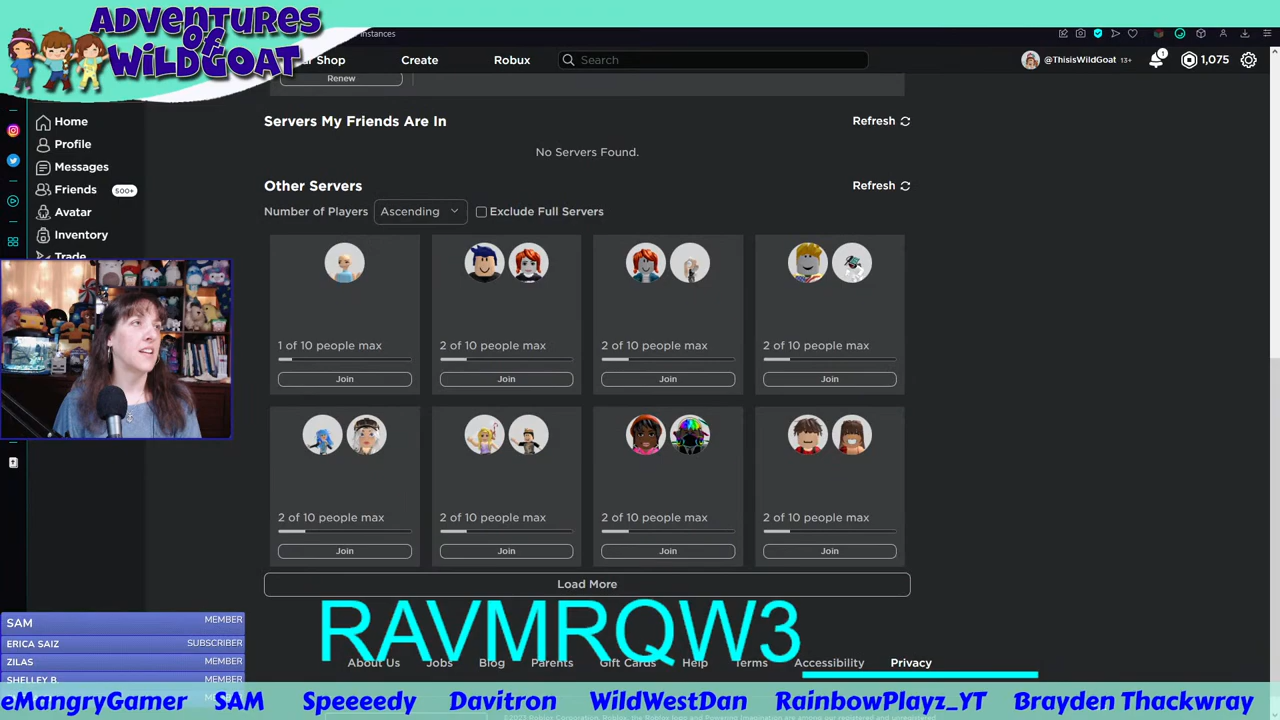 ADVENTURES
of
WILDGOAT
Instances
Shop
Create
Robux
Search
@ThisisWildGoat 13+
1
1,075
Renew
Home
Profile
Messages
Friends 500+
Avatar
Inventory
Trade
Servers My Friends Are In
Refresh
No Servers Found.
Other Servers
Refresh
Number of Players Ascending Exclude Full Servers
1 of 10 people max
2 of 10 people max
2 of 10 people max
2 of 10 people max
Join
Join
Join
Join
2 of 10 people max
2 of 10 people max
2 of 10 people max
2 of 10 people max
Join
Join
Join
Join
Load More
RAVMRQW3
About Us Jobs Blog Parents Gift Cards Help Terms Accessibility Privacy
SAM MEMBER
ERICA SAIZ SUBSCRIBER
ZILAS MEMBER
SHELLEY B.
eMangryGamer SAM Speeeedy Davitron WildWestDan RainbowPlayz_YT Brayden Thackwray